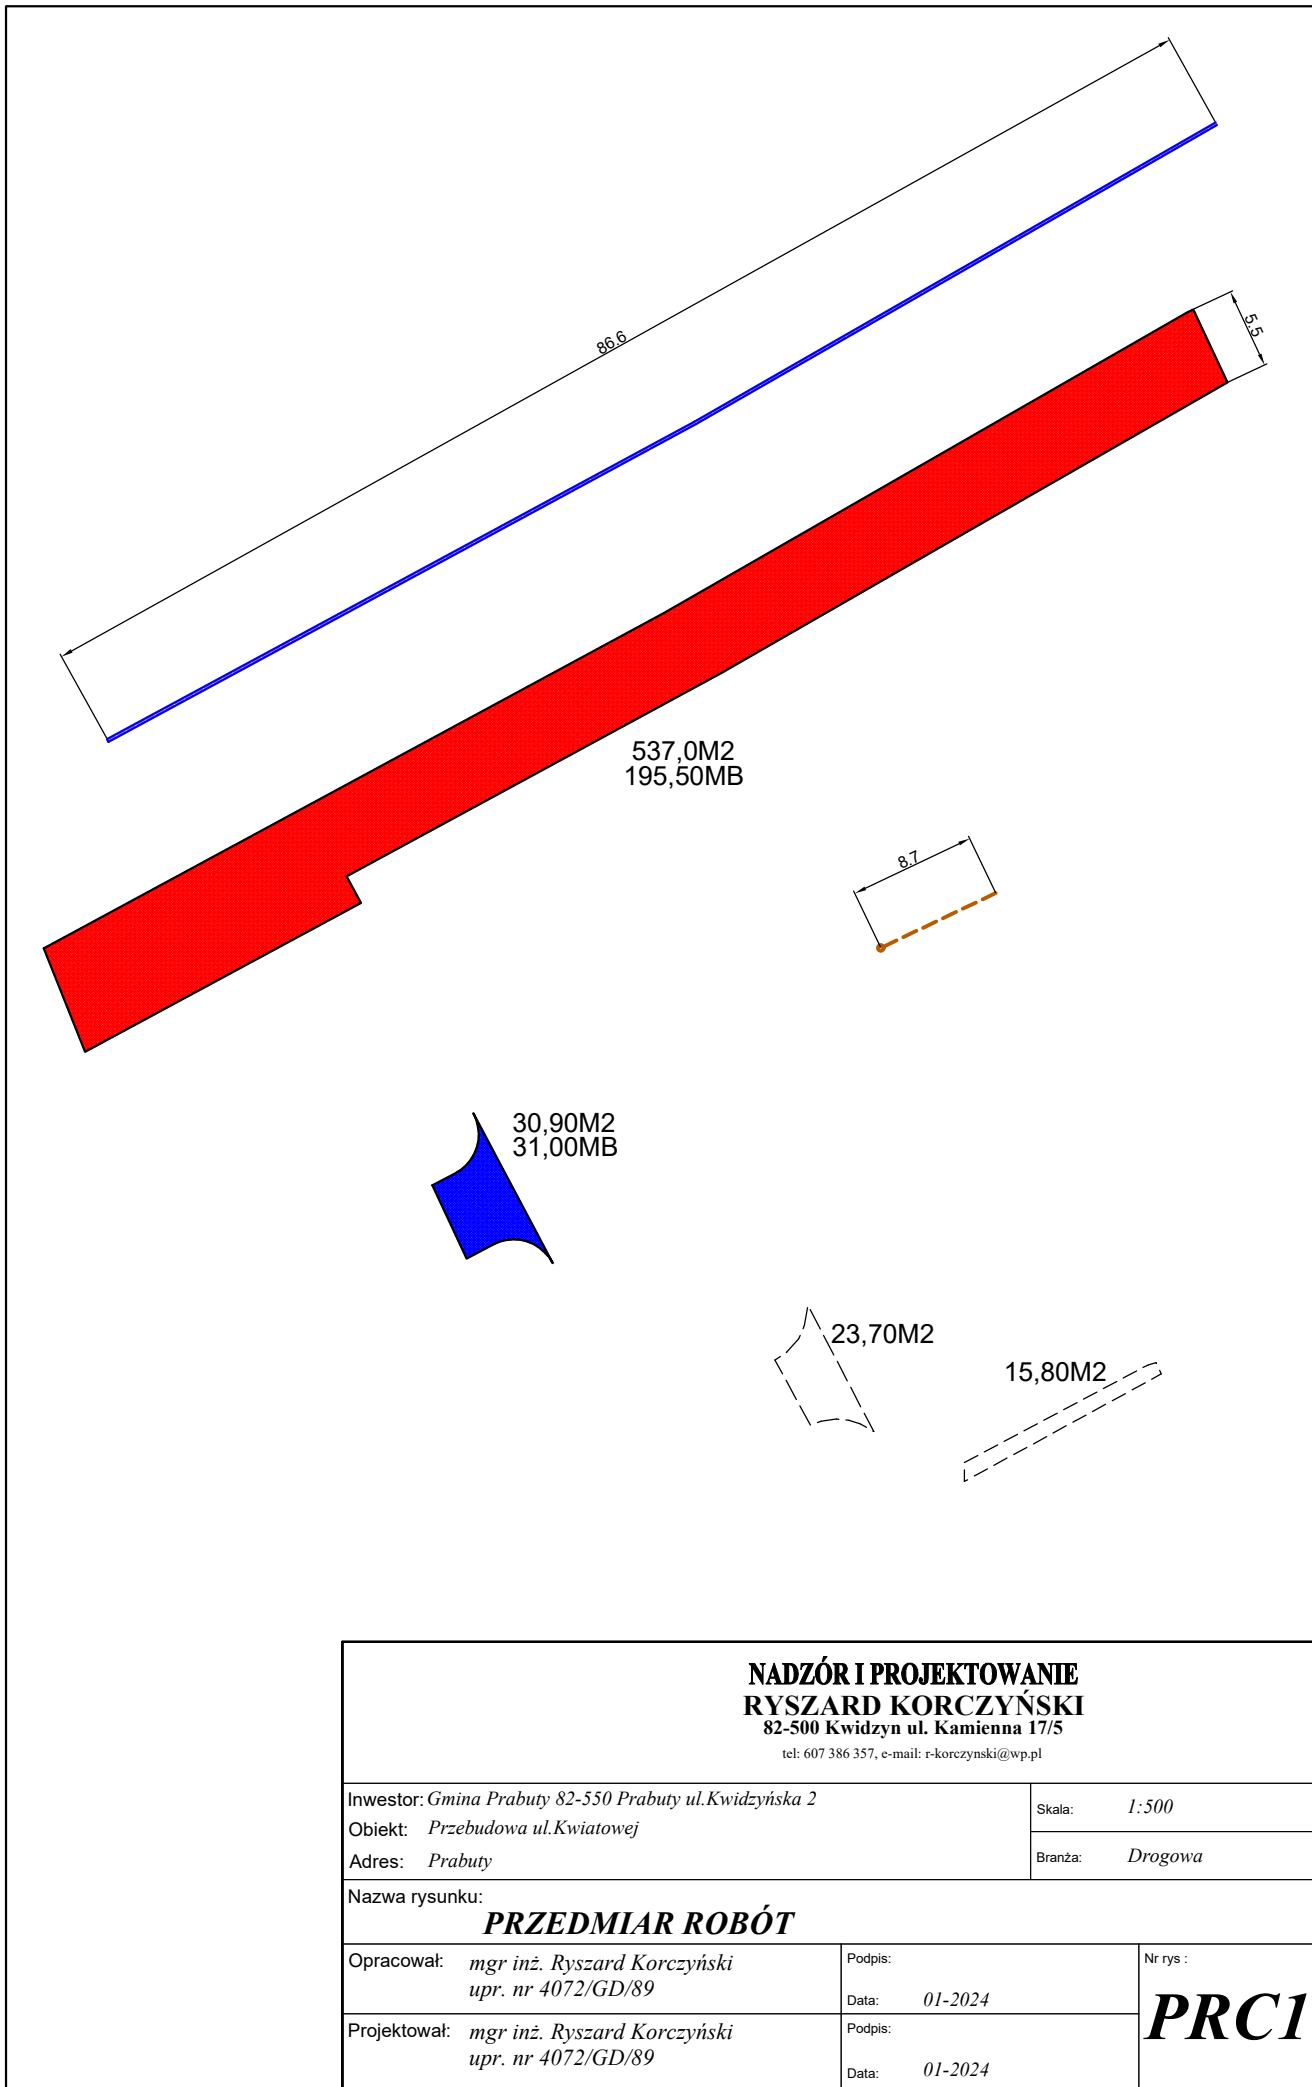 86.6
5.5
537,0M2
195,50MB
8.7
30,90M2
31,00MB
23,70M2
15,80M2
NADZÓR I PROJEKTOWANIE
RYSZARD KORCZYŃSKI
82-500 Kwidzyn ul. Kamienna 17/5
tel: 607 386 357, e-mail: r-korczynski@wp.pl
Inwestor: Gmina Prabuty 82-550 Prabuty ul.Kwidzyńska 2
Obiekt: Przebudowa ul.Kwiatowej
Adres: Prabuty
Skala: 1:500
Branża: Drogowa
Nazwa rysunku:
PRZEDMIAR ROBÓT
Opracował: mgr inż. Ryszard Korczyński
upr. nr 4072/GD/89
Podpis:
Data: 01-2024
Nr rys :
PRC1
Projektował: mgr inż. Ryszard Korczyński
upr. nr 4072/GD/89
Podpis:
Data: 01-2024